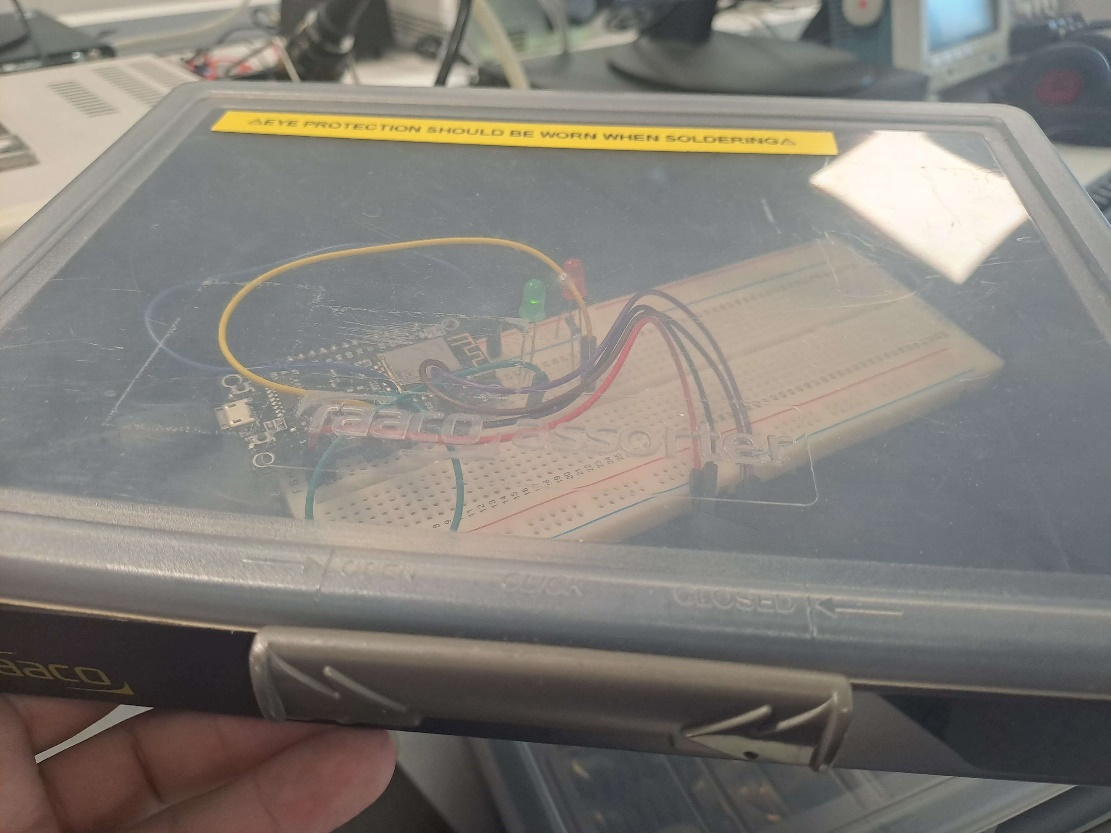 ⚠EYE PROTECTION SHOULD BE WORN WHEN SOLDERING⚠
raaco assorter
OPEN
CLICK
CLOSED
raaco